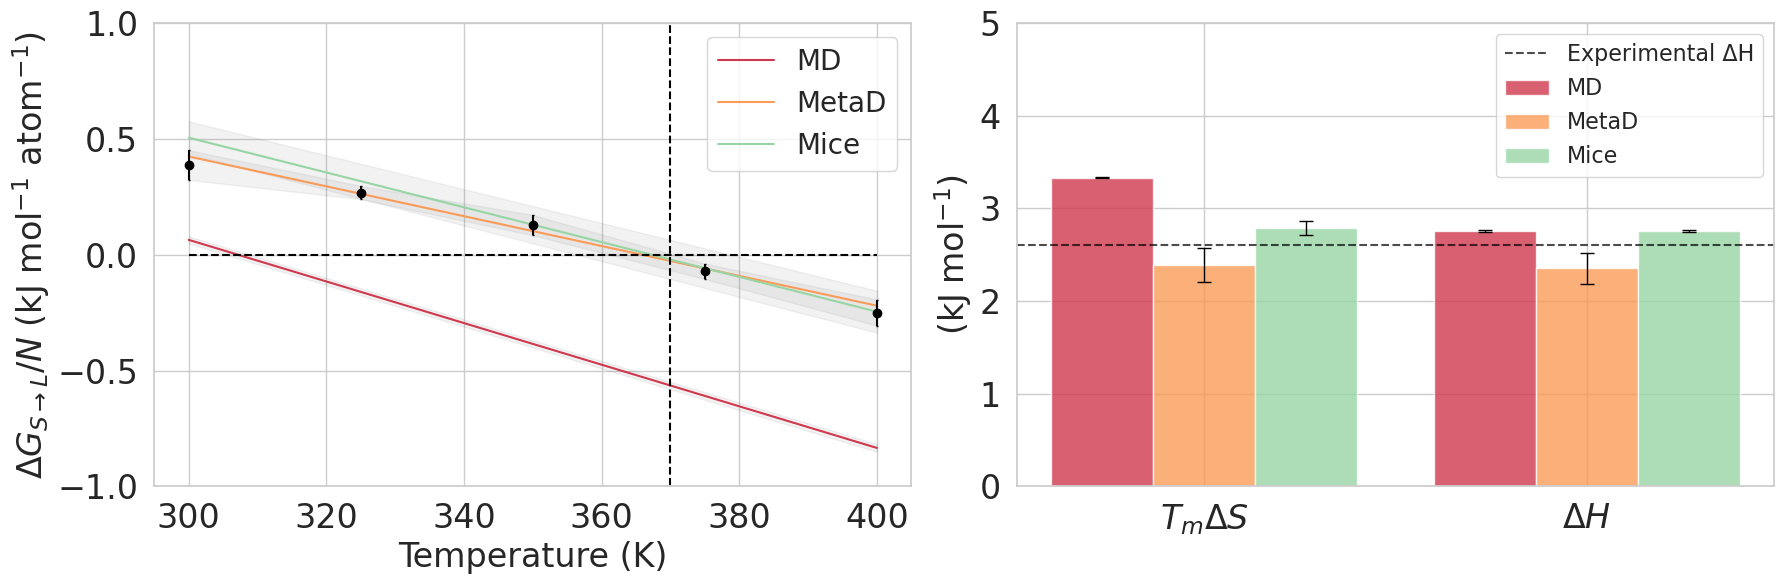 ΔG_{S→L}/N (kJ mol⁻¹ atom⁻¹)
1.0
0.5
0.0
−0.5
−1.0
300 320 340 360 380 400
Temperature (K)
MD
MetaD
Mice
(kJ mol⁻¹)
5
4
3
2
1
0
T_mΔS ΔH
Experimental ΔH
MD
MetaD
Mice